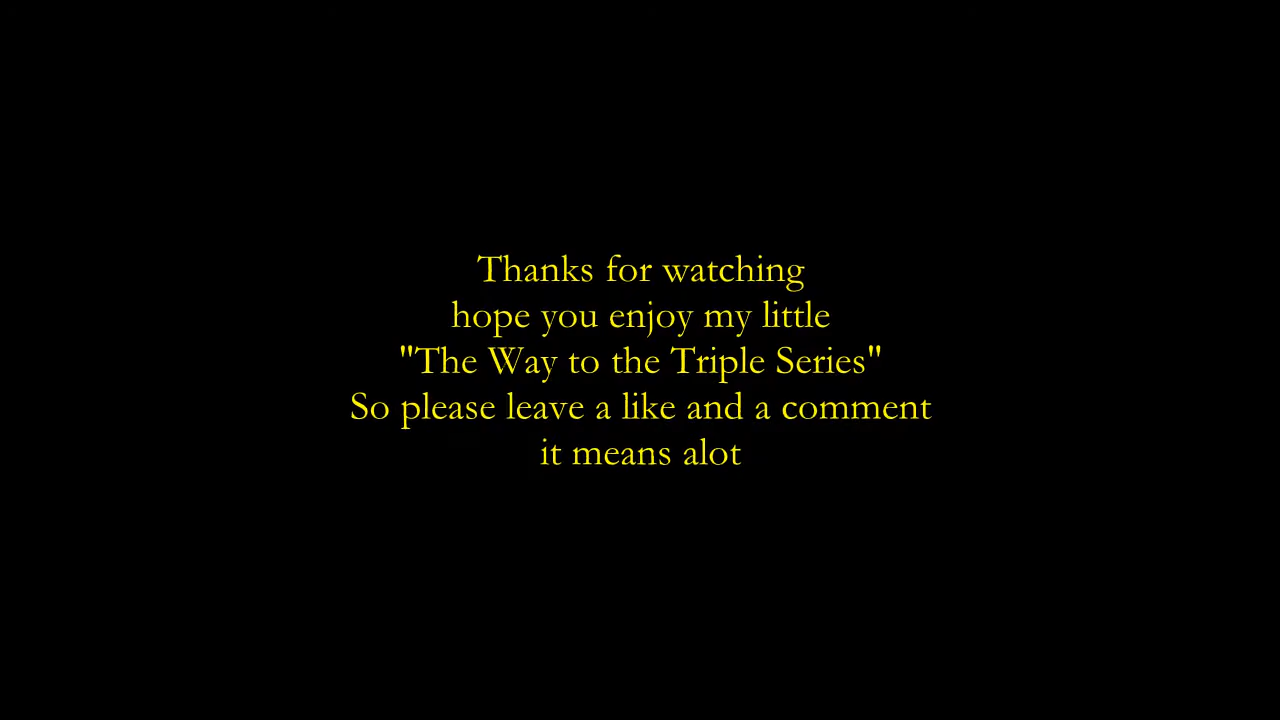 Thanks for watching
hope you enjoy my little
"The Way to the Triple Series"
So please leave a like and a comment
it means alot